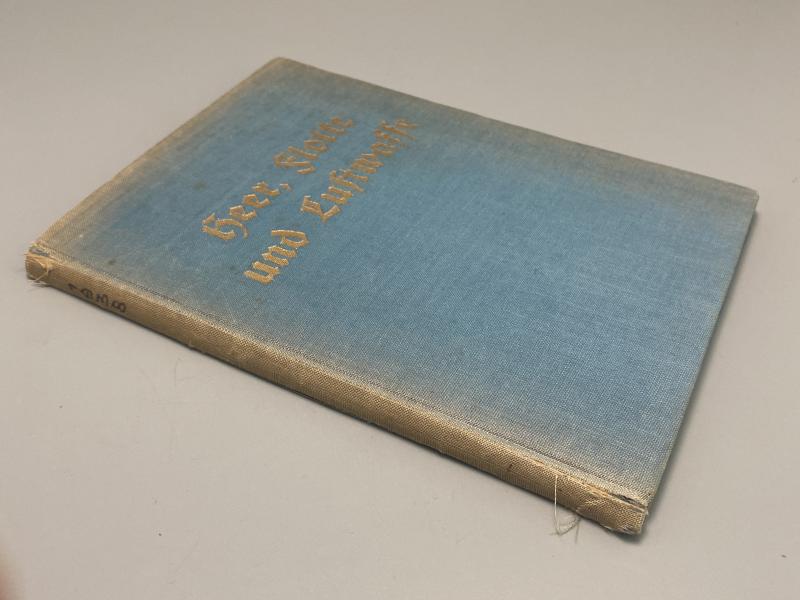 Heer, Flotte
und Luftwaffe
1938